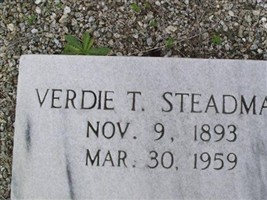 VERDIE T. STEADMA
NOV. 9, 1893
MAR. 30, 1959